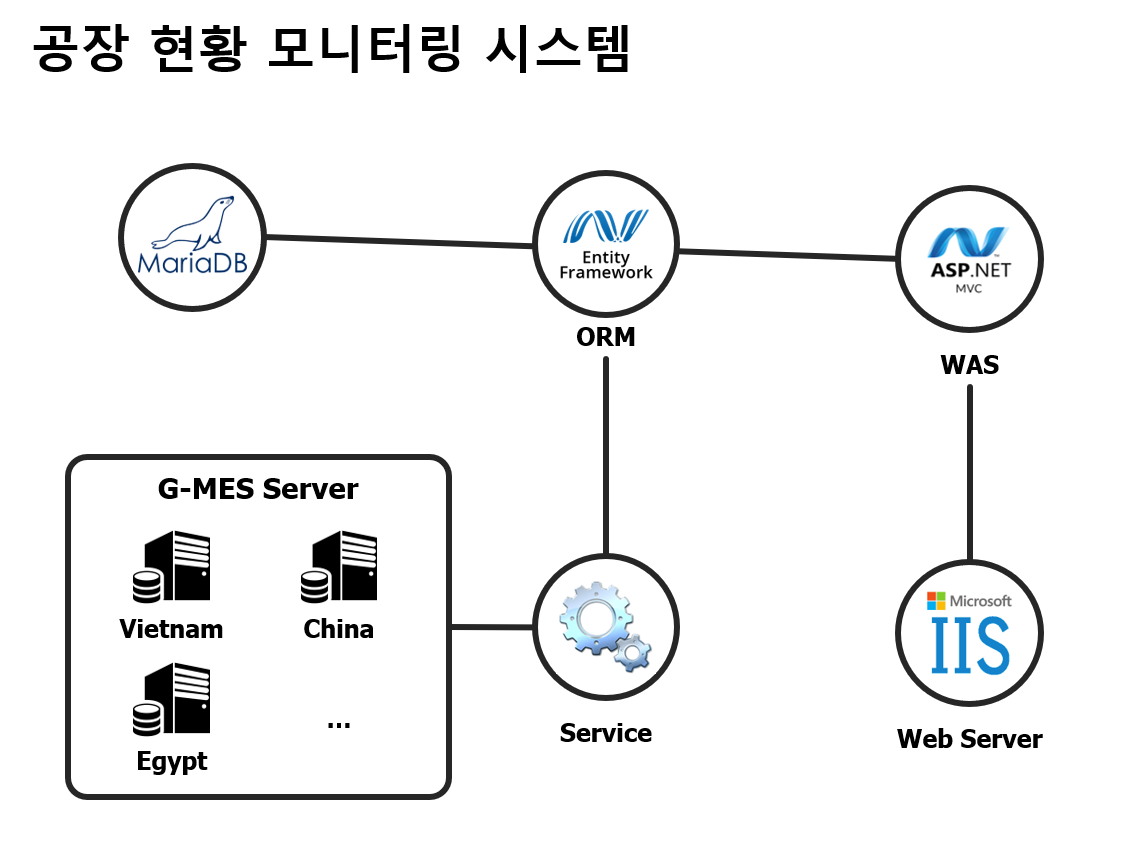 공장 현황 모니터링 시스템
MariaDB
Entity
Framework
ORM
ASP.NET
MVC
WAS
G-MES Server
Vietnam
China
Egypt
...
Service
Microsoft
IIS
Web Server